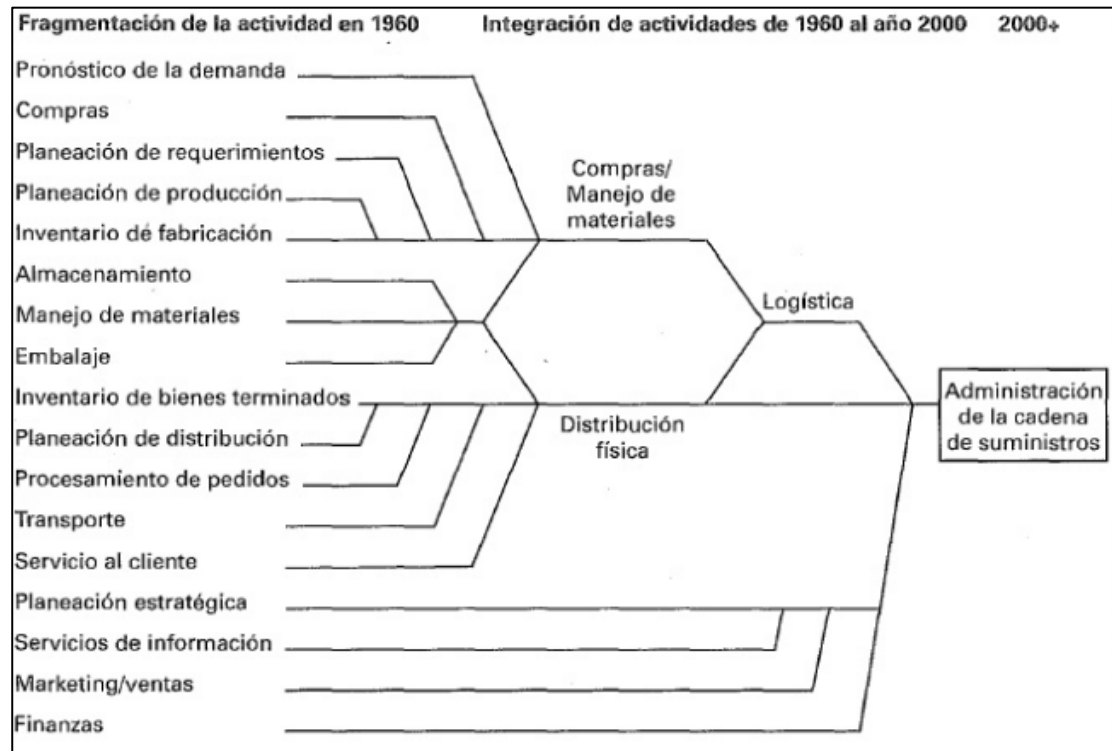 Fragmentación de la actividad en 1960 Integración de actividades de 1960 al año 2000 2000+
Pronóstico de la demanda
Compras
Planeación de requerimientos
Planeación de producción
Inventario de fabricación
Almacenamiento
Manejo de materiales
Embalaje
Inventario de bienes terminados
Planeación de distribución
Procesamiento de pedidos
Transporte
Servicio al cliente
Planeación estratégica
Servicios de información
Marketing/ventas
Finanzas
Compras/
Manejo de
materiales
Distribución
física
Logística
Administración
de la cadena
de suministros